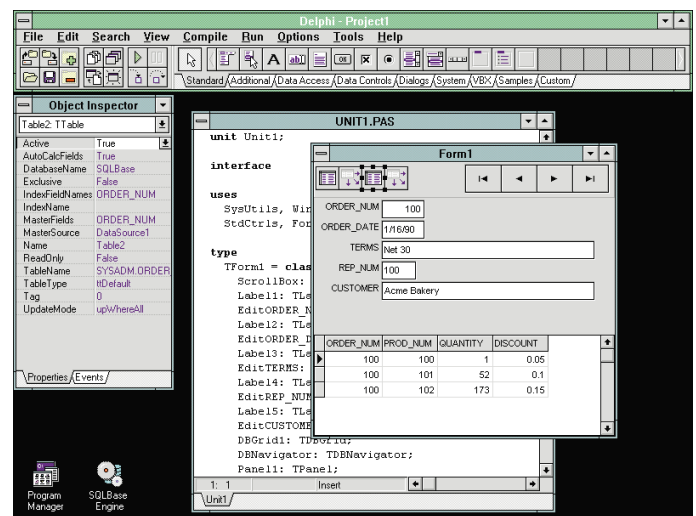 Delphi - Project1
File Edit Search View Compile Run Options Tools Help
A ab OK
Standard Additional Data Access Data Controls Dialogs System VBX Samples Custom
Object Inspector
Table2: TTable
Active True
AutoCalcFields True
DatabaseName SQLBase
Exclusive False
IndexFieldNames ORDER_NUM
IndexName
MasterFields ORDER_NUM
MasterSource DataSource1
Name Table2
ReadOnly False
TableName SYSADM.ORDER
TableType ttDefault
Tag 0
UpdateMode upWhereAll
Properties Events
UNIT1.PAS
unit Unit1;
interface
uses
SysUtils, Wir
StdCtrls, For
type
TForm1 = clas
ScrollBox:
Label1: TLa
EditORDER_N
Label2: TLa
EditORDER_D
Label3: TLa
EditTERMS:
Label4: TLa
EditREP_NUM
Label5: TLa
EditCUSTOME
DBGrid1: TDBGrid;
DBNavigator: TDBNavigator;
Panel1: TPanel;
1: 1 Insert
Unit1
Form1
ORDER_NUM 100
ORDER_DATE 1/16/90
TERMS Net 30
REP_NUM 100
CUSTOMER Acme Bakery
ORDER_NUM PROD_NUM QUANTITY DISCOUNT
100 100 1 0.05
100 101 52 0.1
100 102 173 0.15
Program Manager
SQLBase Engine